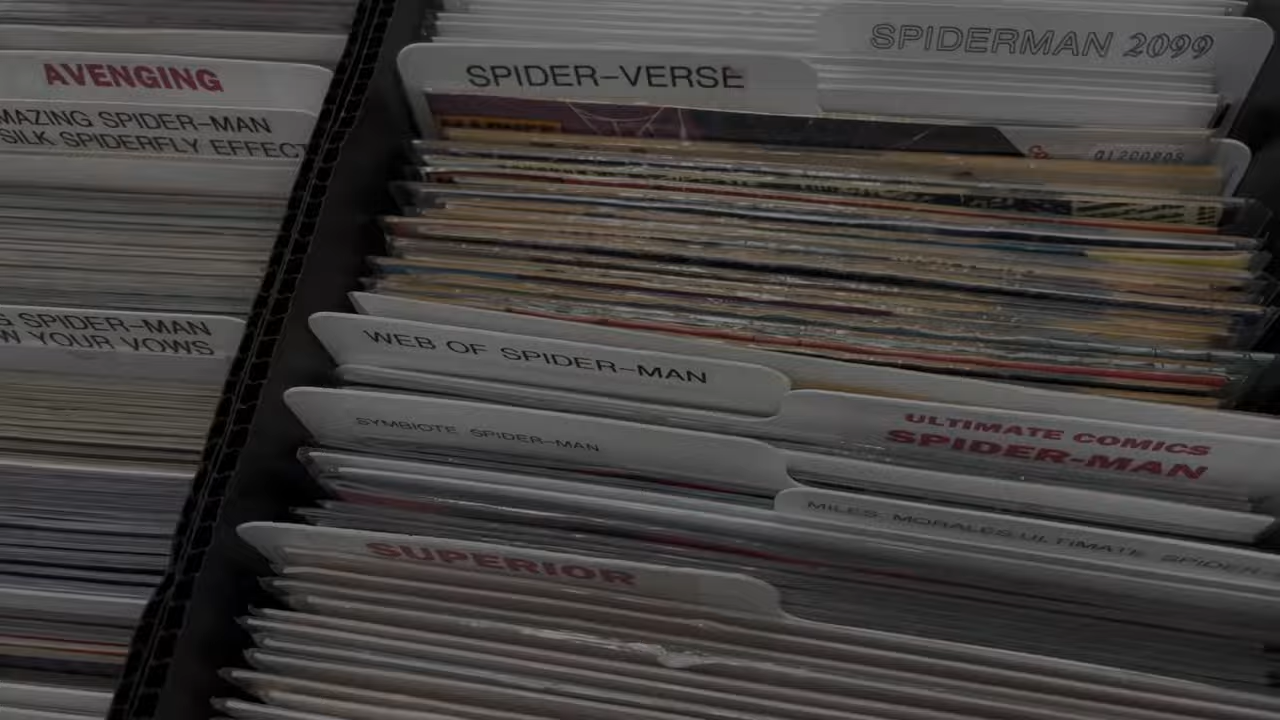 AVENGING
MAZING SPIDER-MAN
SILK SPIDERFLY EFFECT
G SPIDER-MAN
W YOUR VOWS
SPIDERMAN 2099
SPIDER-VERSE
01200805
WEB OF SPIDER-MAN
ULTIMATE COMICS
SPIDER-MAN
SYMBIOTE SPIDER-MAN
MILES MORALES ULTIMATE SPIDER-
SUPERIOR